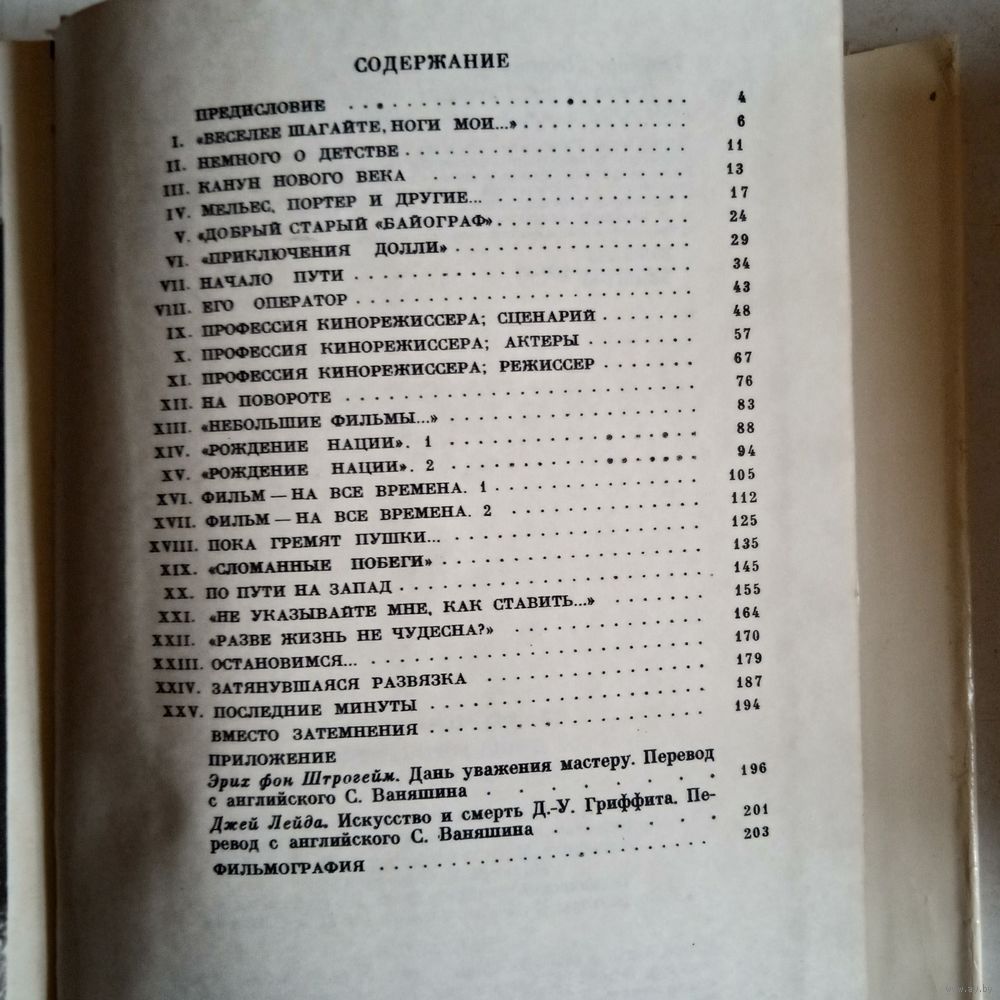 СОДЕРЖАНИЕ
ПРЕДИСЛОВИЕ . . . . . . . . . . . . . . . . 4
I. «ВЕСЕЛЕЕ ШАГАЙТЕ, НОГИ МОИ...» . . . . . . . . 6
II. НЕМНОГО О ДЕТСТВЕ . . . . . . . . . . . . . . 11
III. КАНУН НОВОГО ВЕКА . . . . . . . . . . . . . 13
IV. МЕЛЬЕС, ПОРТЕР И ДРУГИЕ... . . . . . . . . . . 17
V. «ДОБРЫЙ СТАРЫЙ «БАЙОГРАФ» . . . . . . . . . . 24
VI. «ПРИКЛЮЧЕНИЯ ДОЛЛИ» . . . . . . . . . . . . 29
VII. НАЧАЛО ПУТИ . . . . . . . . . . . . . . . . 34
VIII. ЕГО ОПЕРАТОР . . . . . . . . . . . . . . . . 43
IX. ПРОФЕССИЯ КИНОРЕЖИССЕРА; СЦЕНАРИЙ . . . . . 48
X. ПРОФЕССИЯ КИНОРЕЖИССЕРА; АКТЕРЫ . . . . . . 57
XI. ПРОФЕССИЯ КИНОРЕЖИССЕРА; РЕЖИССЕР . . . . . 67
XII. НА ПОВОРОТЕ . . . . . . . . . . . . . . . . . 76
XIII. «НЕБОЛЬШИЕ ФИЛЬМЫ...» . . . . . . . . . . . . 83
XIV. «РОЖДЕНИЕ НАЦИИ». 1 . . . . . . . . . . . . 88
XV. «РОЖДЕНИЕ НАЦИИ». 2 . . . . . . . . . . . . 94
XVI. ФИЛЬМ — НА ВСЕ ВРЕМЕНА. 1 . . . . . . . . . . 105
XVII. ФИЛЬМ — НА ВСЕ ВРЕМЕНА. 2 . . . . . . . . . . 112
XVIII. ПОКА ГРЕМЯТ ПУШКИ... . . . . . . . . . . . . 125
XIX. «СЛОМАННЫЕ ПОБЕГИ» . . . . . . . . . . . . . 135
XX. ПО ПУТИ НА ЗАПАД . . . . . . . . . . . . . . 145
XXI. «НЕ УКАЗЫВАЙТЕ МНЕ, КАК СТАВИТЬ...» . . . . . 155
XXII. «РАЗВЕ ЖИЗНЬ НЕ ЧУДЕСНА?» . . . . . . . . . 164
XXIII. ОСТАНОВИМСЯ... . . . . . . . . . . . . . . . . 170
XXIV. ЗАТЯНУВШАЯСЯ РАЗВЯЗКА . . . . . . . . . . . 179
XXV. ПОСЛЕДНИЕ МИНУТЫ . . . . . . . . . . . . . 187
ВМЕСТО ЗАТЕМНЕНИЯ . . . . . . . . . . . . . 194
ПРИЛОЖЕНИЕ
Эрих фон Штрогейм. Дань уважения мастеру. Перевод
с английского С. Ваняшина . . . . . . . . . . . 196
Джей Лейда. Искусство и смерть Д.-У. Гриффита. Пе-
ревод с английского С. Ваняшина . . . . . . . . 201
ФИЛЬМОГРАФИЯ . . . . . . . . . . . . . . . . 203
www.ay.by